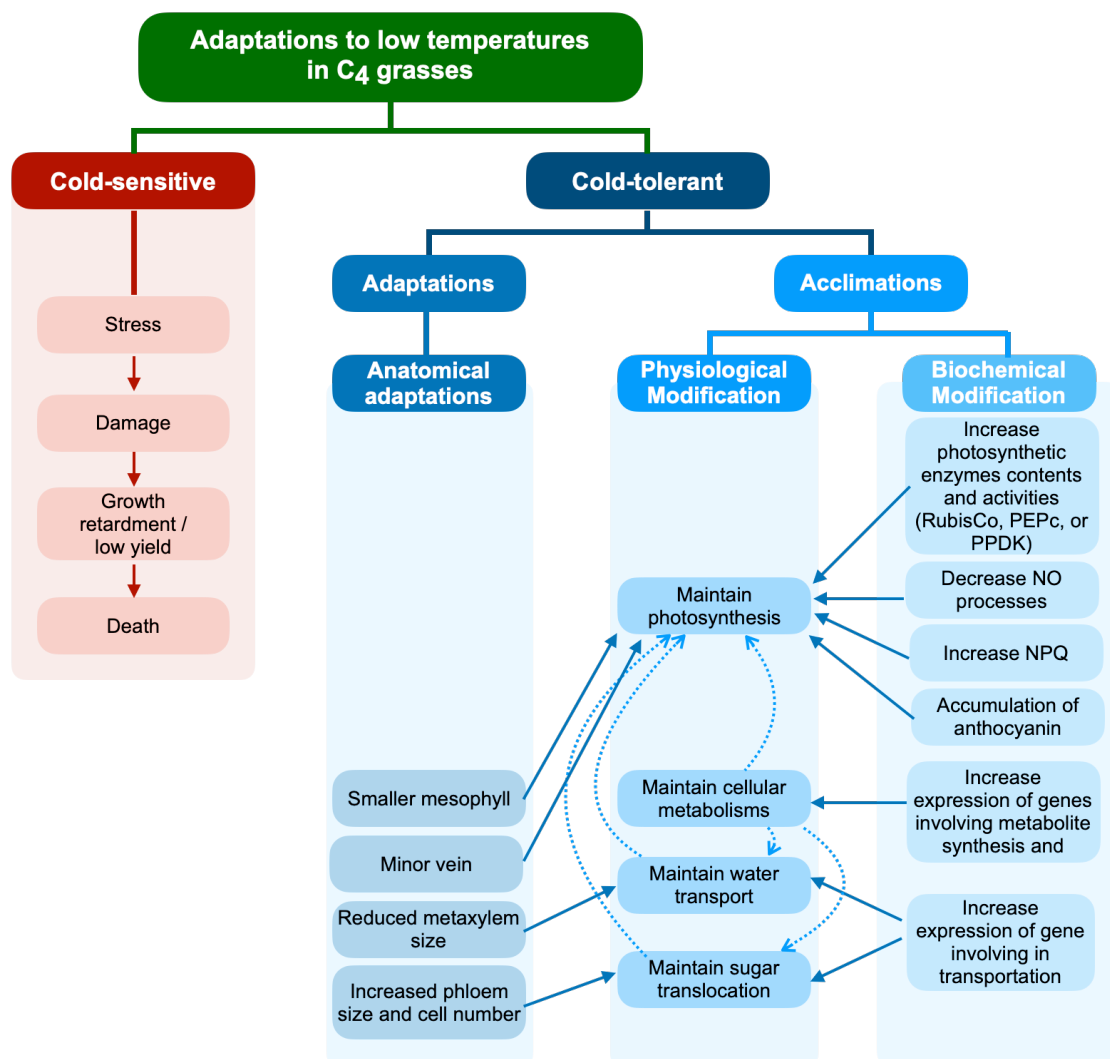 Adaptations to low temperatures
in C4 grasses
Cold-sensitive
Cold-tolerant
Adaptations
Acclimations
Stress
Damage
Growth
retardment /
low yield
Death
Anatomical
adaptations
Smaller mesophyll
Minor vein
Reduced metaxylem
size
Increased phloem
size and cell number
Physiological
Modification
Maintain
photosynthesis
Maintain cellular
metabolisms
Maintain water
transport
Maintain sugar
translocation
Biochemical
Modification
Increase
photosynthetic
enzymes contents
and activities
(RubisCo, PEPc, or
PPDK)
Decrease NO
processes
Increase NPQ
Accumulation of
anthocyanin
Increase
expression of genes
involving metabolite
synthesis and
Increase
expression of gene
involving in
transportation